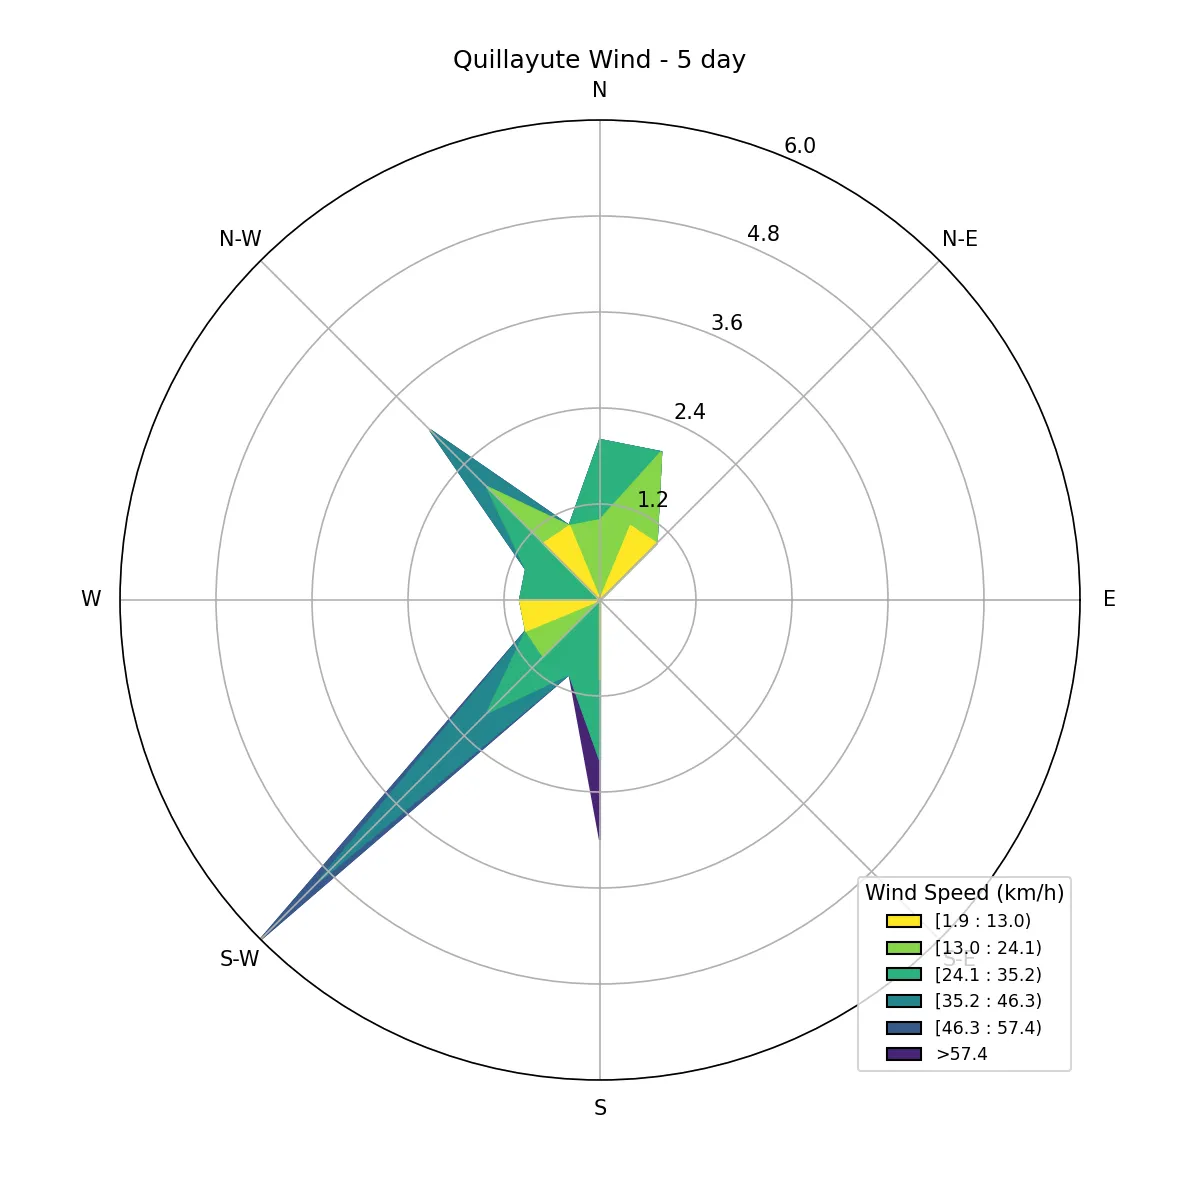 Quillayute Wind - 5 day
N
6.0
N-W
N-E
4.8
3.6
2.4
1.2
W
E
S-W
S-E
S
Wind Speed (km/h)
[1.9 : 13.0)
[13.0 : 24.1)
[24.1 : 35.2)
[35.2 : 46.3)
[46.3 : 57.4)
>57.4